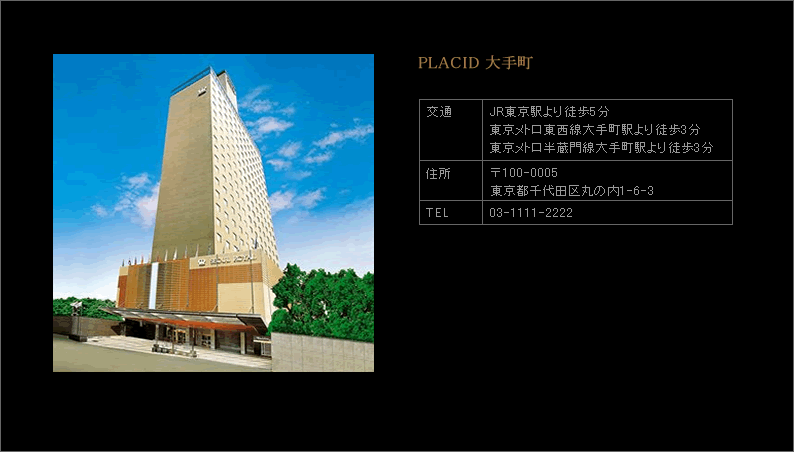 PLACID 大手町
交通
JR東京駅より徒歩5分
東京メトロ東西線大手町駅より徒歩3分
東京メトロ半蔵門線大手町駅より徒歩3分
住所
〒100-0005
東京都千代田区丸の内1-6-3
TEL
03-1111-2222